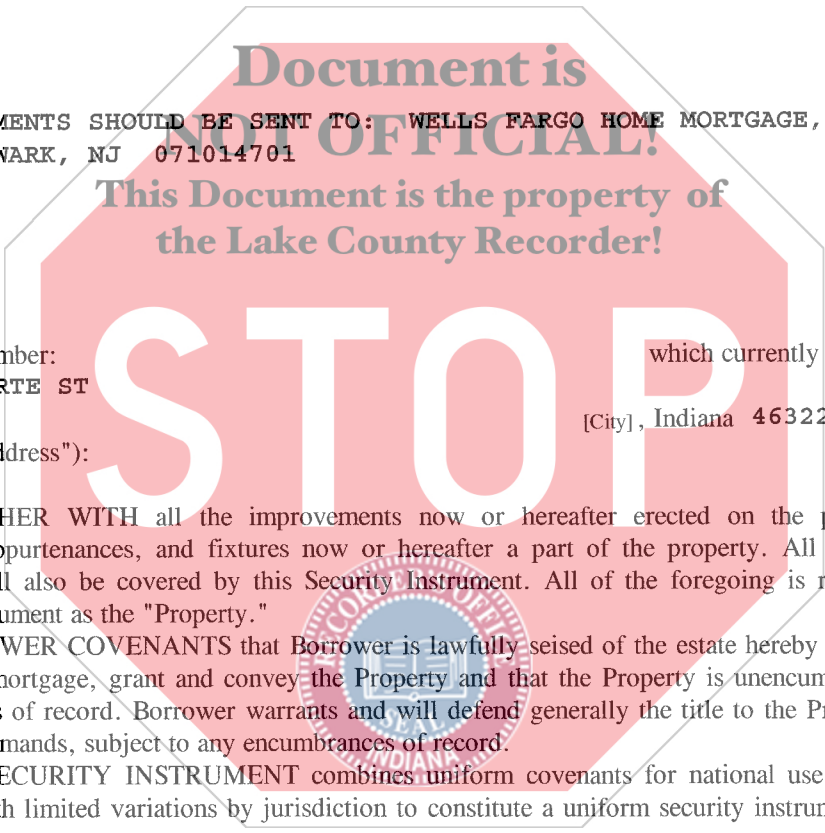 Document is
MENTS SHOULD BE SENT TO: WELLS FARGO HOME MORTGAGE,
NOT OFFICIAL!
WARK, NJ 071014701
This Document is the property of
the Lake County Recorder!
STOP
mber: which currently
RTE ST
[City], Indiana 46322
ddress"):
HER WITH all the improvements now or hereafter erected on the p
ppurtenances, and fixtures now or hereafter a part of the property. All
ll also be covered by this Security Instrument. All of the foregoing is r
ument as the "Property."
WER COVENANTS that Borrower is lawfully seised of the estate hereby
mortgage, grant and convey the Property and that the Property is unencum
s of record. Borrower warrants and will defend generally the title to the Pr
mands, subject to any encumbrances of record.
ECURITY INSTRUMENT combines uniform covenants for national use
th limited variations by jurisdiction to constitute a uniform security instrum
RECORDER'S OFFICE
SEAL
INDIANA